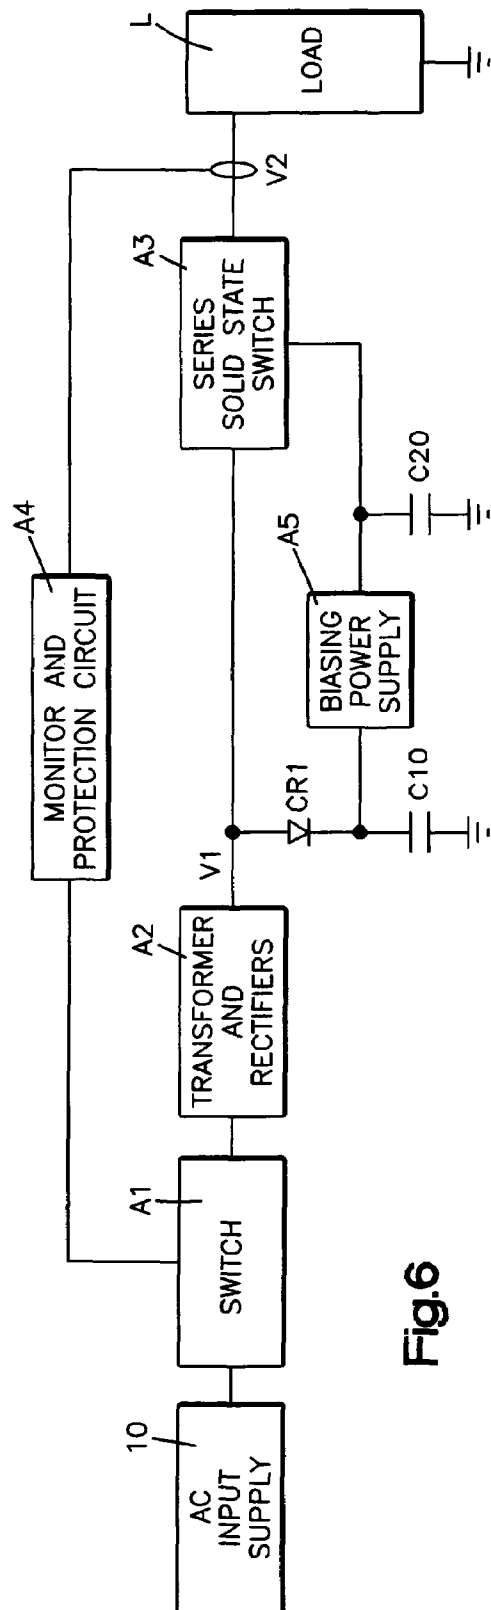 10
AC
INPUT
SUPPLY
A1
SWITCH
A2
TRANSFORMER
AND
RECTIFIERS
A4
MONITOR AND
PROTECTION CIRCUIT
V1
CR1
C10
A5
BIASING
POWER
SUPPLY
C20
A3
SERIES
SOLID STATE
SWITCH
V2
L
LOAD
Fig.6